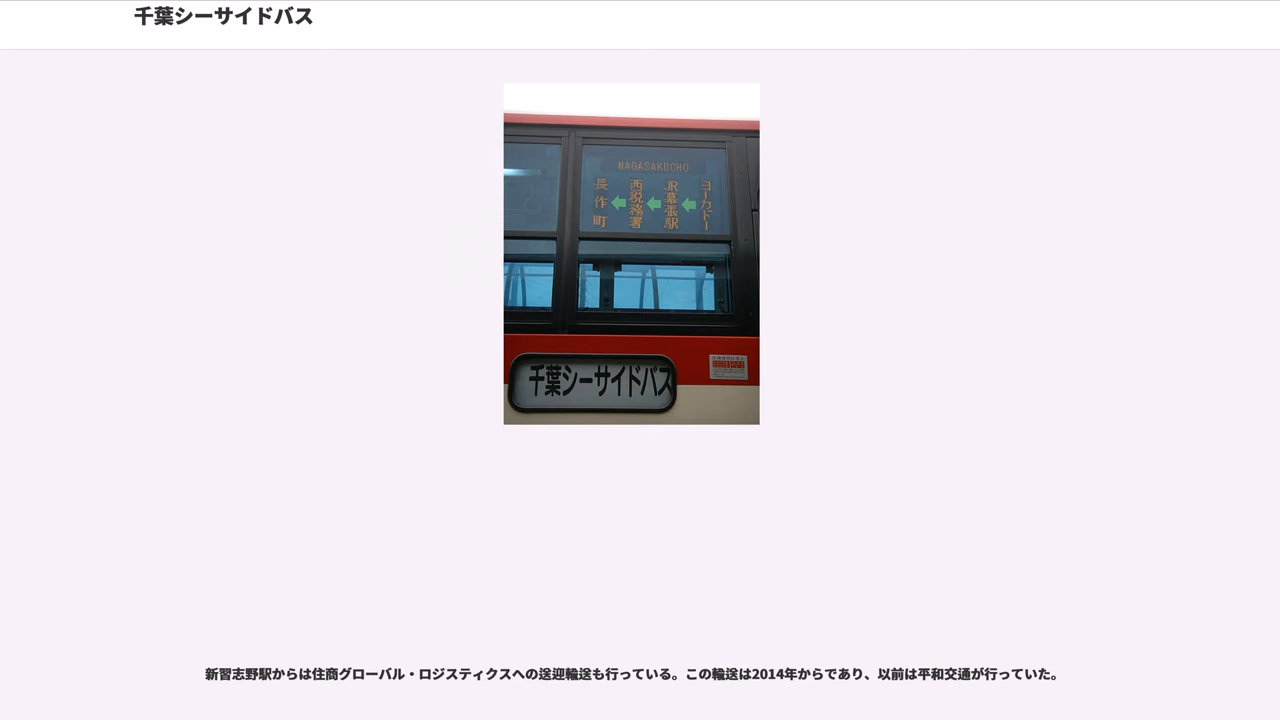 千葉シーサイドバス
NAGASAKUCHO
ヨーカドー
JR幕張駅
西税務署
長作町
千葉シーサイドバス
新習志野駅からは住商グローバル・ロジスティクスへの送迎輸送も行っている。この輸送は2014年からであり、以前は平和交通が行っていた。